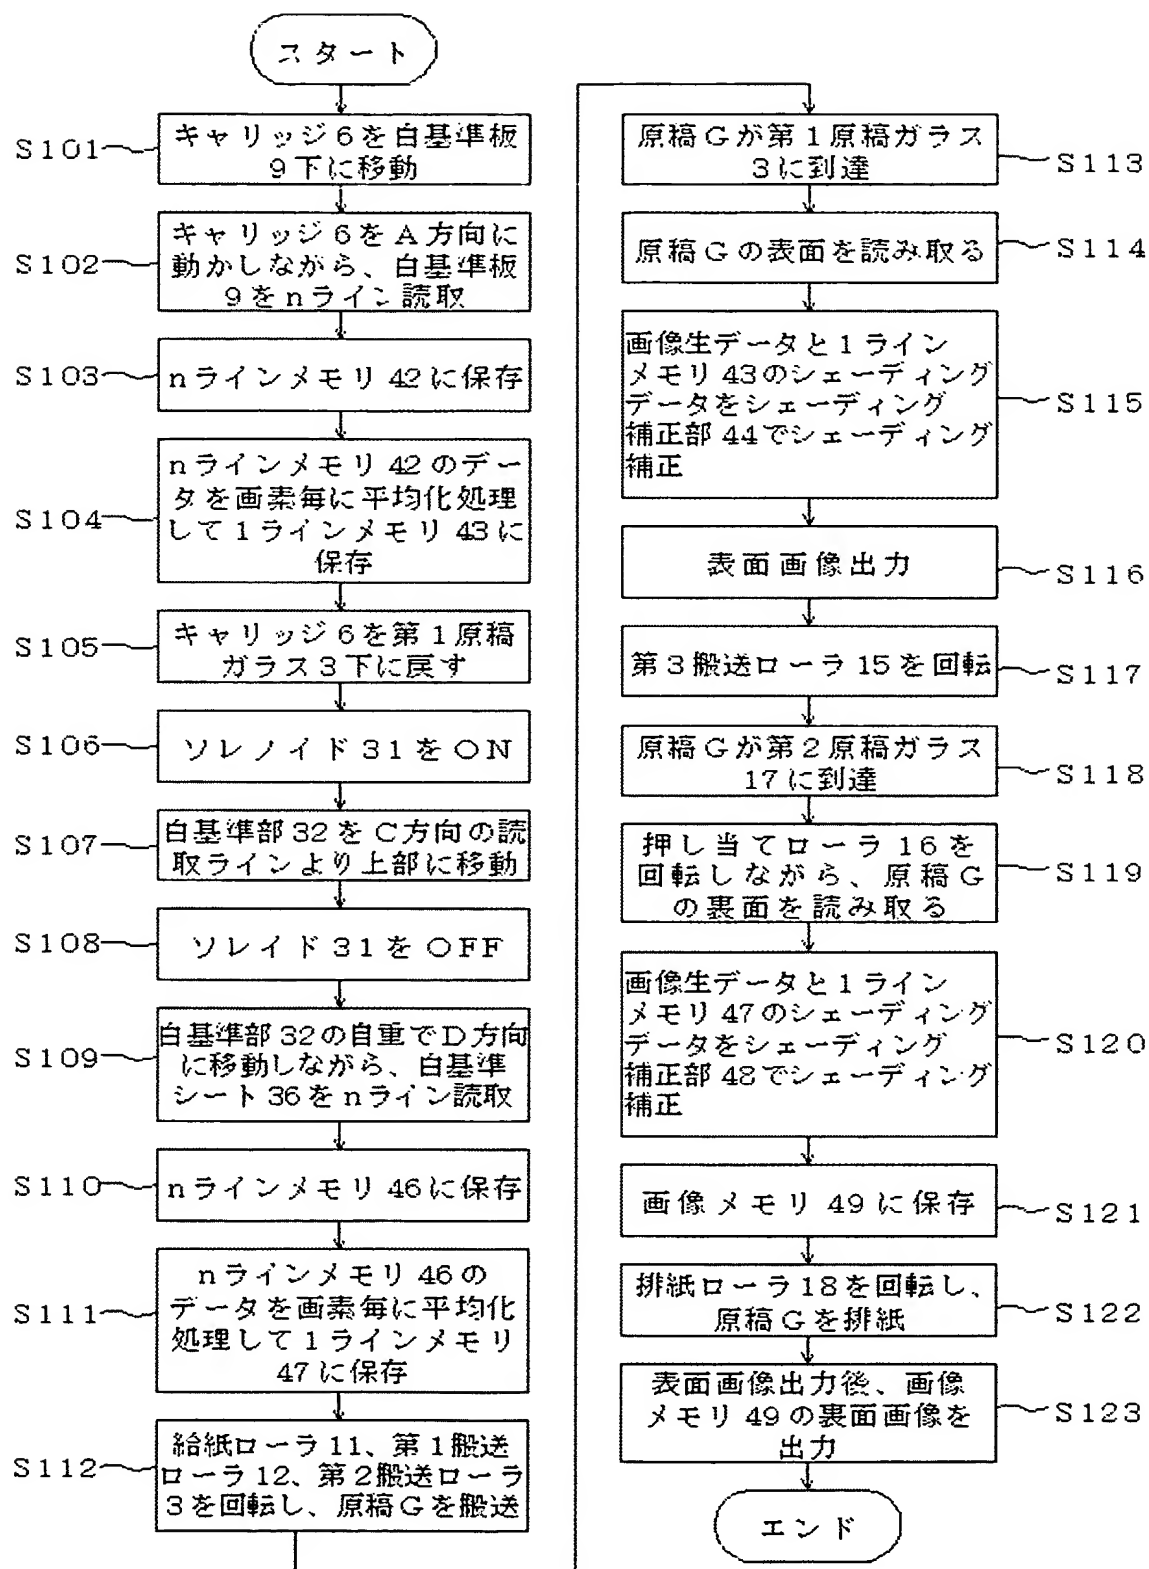 スタート
S101
キャリッジ6を白基準板
9下に移動
S102
キャリッジ6をA方向に
動かしながら、白基準板
9をnライン読取
S103
nラインメモリ42に保存
S104
nラインメモリ42のデー
タを画素毎に平均化処理
して1ラインメモリ43に
保存
S105
キャリッジ6を第1原稿
ガラス3下に戻す
S106
ソレノイド31をON
S107
白基準部32をC方向の読
取ラインより上部に移動
S108
ソレイド31をOFF
S109
白基準部32の自重でD方向
に移動しながら、白基準
シート36をnライン読取
S110
nラインメモリ46に保存
S111
nラインメモリ46の
データを画素毎に平均化
処理して1ラインメモリ
47に保存
S112
給紙ローラ11、第1搬送
ローラ12、第2搬送ローラ
3を回転し、原稿Gを搬送
原稿Gが第1原稿ガラス
3に到達
S113
原稿Gの表面を読み取る
S114
画像生データと1ライン
メモリ43のシェーディング
データをシェーディング
補正部44でシェーディング
補正
S115
表面画像出力
S116
第3搬送ローラ15を回転
S117
原稿Gが第2原稿ガラス
17に到達
S118
押し当てローラ16を
回転しながら、原稿G
の裏面を読み取る
S119
画像生データと1ライン
メモリ47のシェーディング
データをシェーディング
補正部48でシェーディング
補正
S120
画像メモリ49に保存
S121
排紙ローラ18を回転し、
原稿Gを排紙
S122
表面画像出力後、画像
メモリ49の裏面画像を
出力
S123
エンド